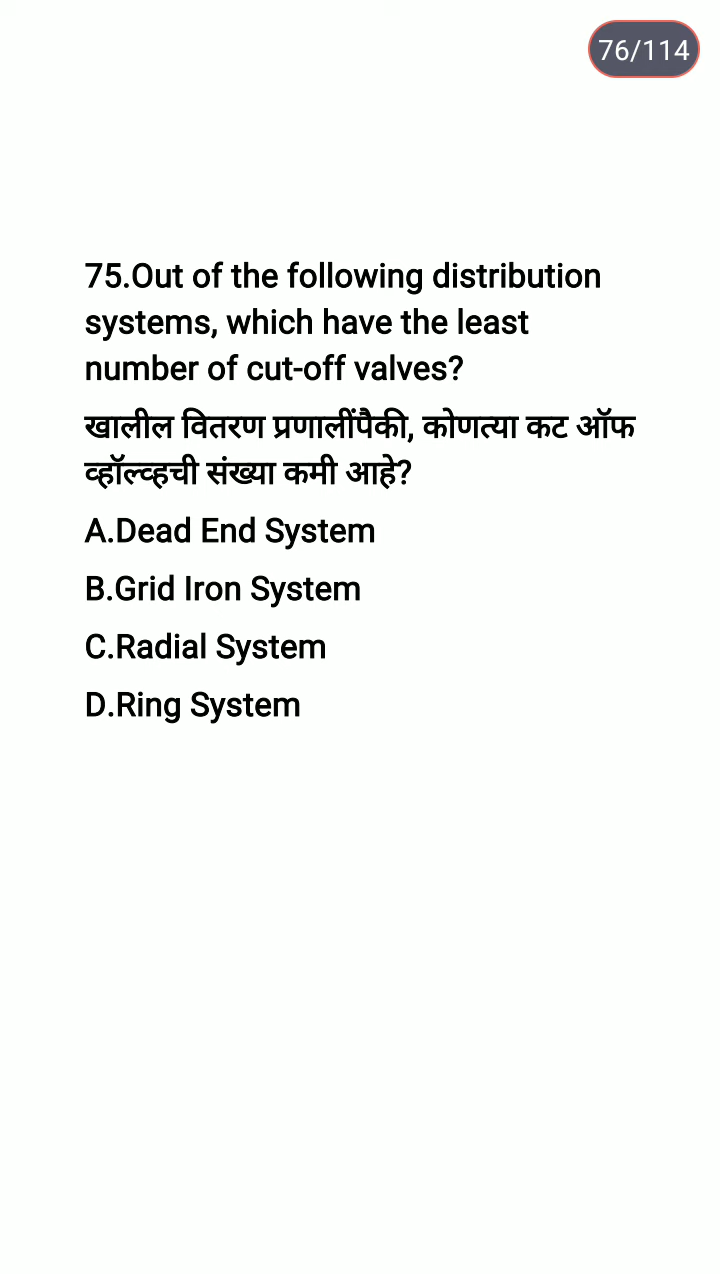 76/114
75.Out of the following distribution
systems, which have the least
number of cut-off valves?
खालील वितरण प्रणालींपैकी, कोणत्या कट ऑफ
व्हॉल्व्हची संख्या कमी आहे?
A.Dead End System
B.Grid Iron System
C.Radial System
D.Ring System